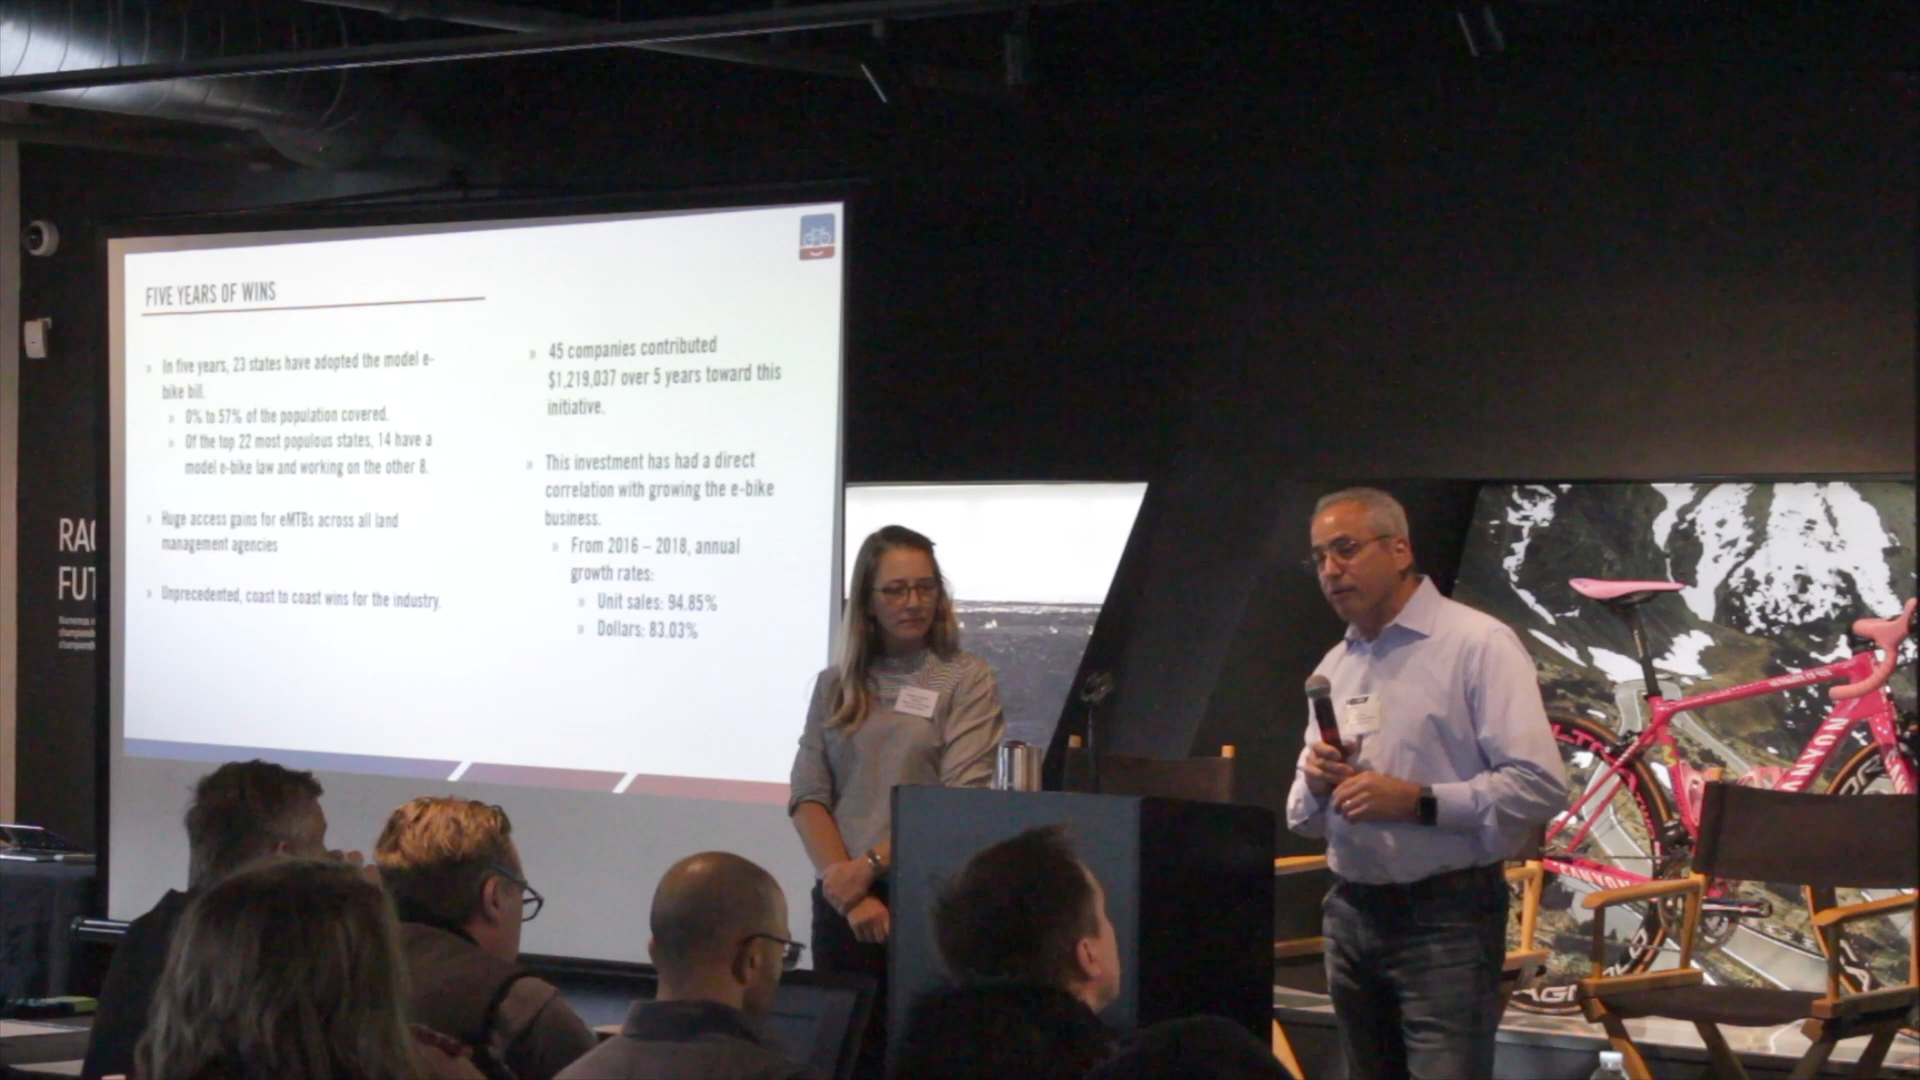 FIVE YEARS OF WINS
» In five years, 23 states have adopted the model e-
bike bill.
» 0% to 57% of the population covered.
» Of the top 22 most populous states, 14 have a
model e-bike law and working on the other 8.
» Huge access gains for eMTBs across all land
management agencies
» Unprecedented, coast to coast wins for the industry.
» 45 companies contributed
$1,219,037 over 5 years toward this
initiative.
» This investment has had a direct
correlation with growing the e-bike
business.
» From 2016 – 2018, annual
growth rates:
» Unit sales: 94.85%
» Dollars: 83.03%
RAC
FUT
CANYON
CANYON